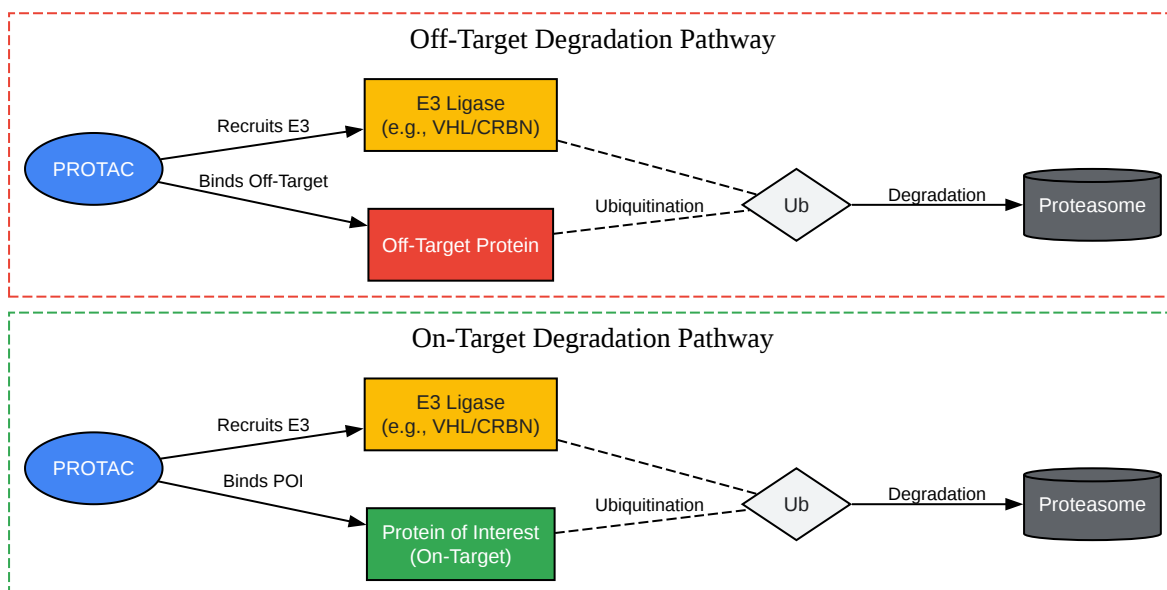 Off-Target Degradation Pathway
PROTAC
Recruits E3
Binds Off-Target
E3 Ligase
(e.g., VHL/CRBN)
Off-Target Protein
Ubiquitination
Ub
Degradation
Proteasome
On-Target Degradation Pathway
PROTAC
Recruits E3
Binds POI
E3 Ligase
(e.g., VHL/CRBN)
Protein of Interest
(On-Target)
Ubiquitination
Ub
Degradation
Proteasome